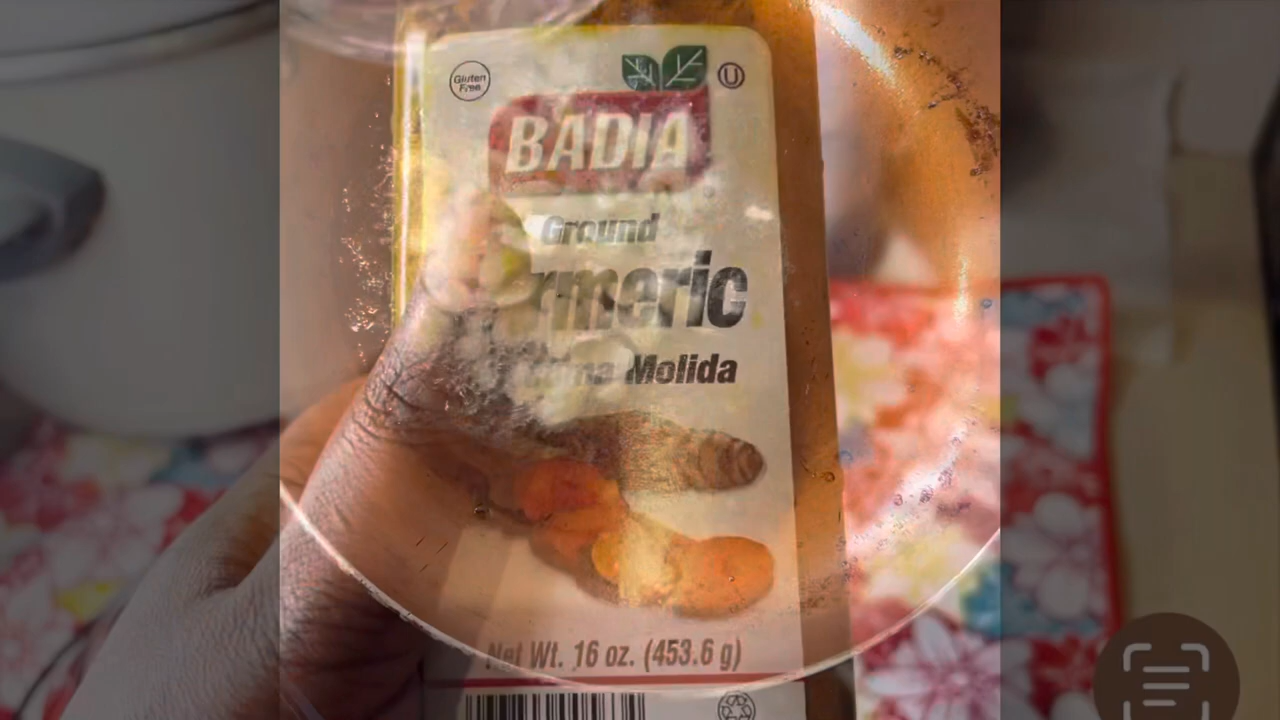 Gluten
Free
U
BADIA
Ground
rmeric
Molida
Net Wt. 16 oz. (453.6 g)